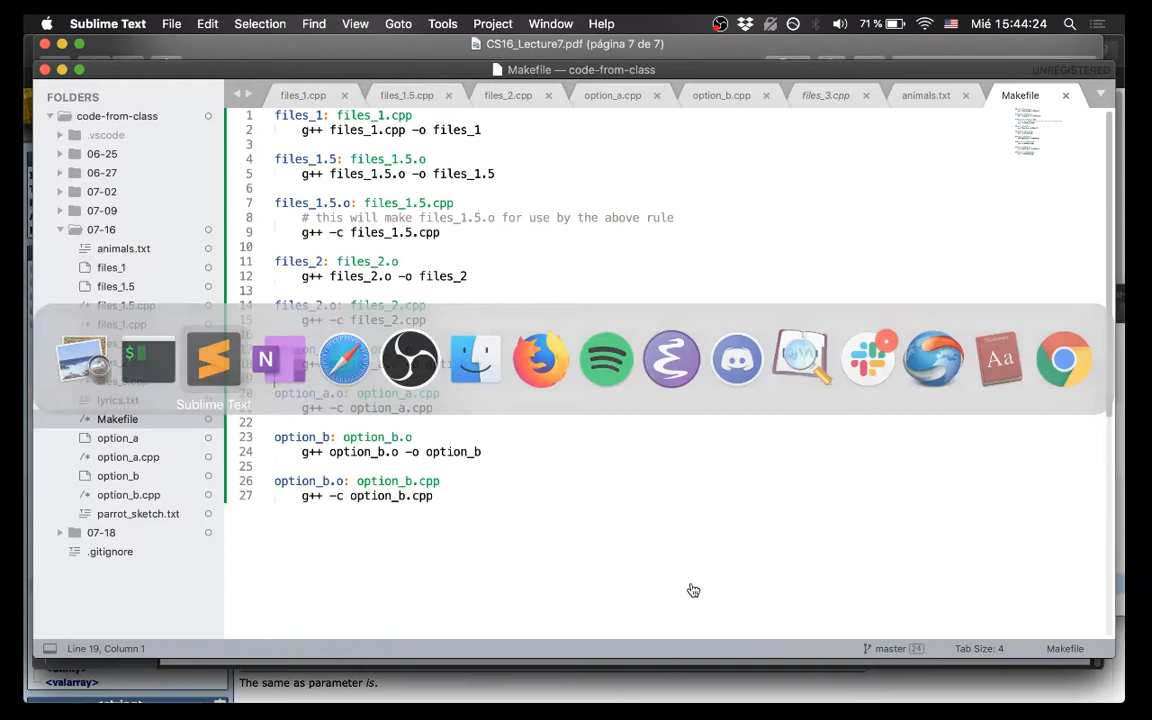 Sublime Text File Edit Selection Find View Goto Tools Project Window Help 71 % Mié 15:44:24
CS16_Lecture7.pdf (página 7 de 7)
Makefile — code-from-class UNREGISTERED
FOLDERS
code-from-class
.vscode
06-25
06-27
07-02
07-09
07-16
animals.txt
files_1
files_1.5
files_1.5.cpp
files_1.cpp
lyrics.txt
Makefile
option_a
option_a.cpp
option_b
option_b.cpp
parrot_sketch.txt
07-18
.gitignore
files_1.cpp files_1.5.cpp files_2.cpp option_a.cpp option_b.cpp files_3.cpp animals.txt Makefile
1 files_1: files_1.cpp
2 g++ files_1.cpp -o files_1
3
4 files_1.5: files_1.5.o
5 g++ files_1.5.o -o files_1.5
6
7 files_1.5.o: files_1.5.cpp
8 # this will make files_1.5.o for use by the above rule
9 g++ -c files_1.5.cpp
10
11 files_2: files_2.o
12 g++ files_2.o -o files_2
13
14 files_2.o: files_2.cpp
15 g++ -c files_2.cpp
$
N
Aa
Sublime Text
20 option_a.o: option_a.cpp
21 g++ -c option_a.cpp
22
23 option_b: option_b.o
24 g++ option_b.o -o option_b
25
26 option_b.o: option_b.cpp
27 g++ -c option_b.cpp
Line 19, Column 1 master 24 Tab Size: 4 Makefile
<valarray>
The same as parameter is.